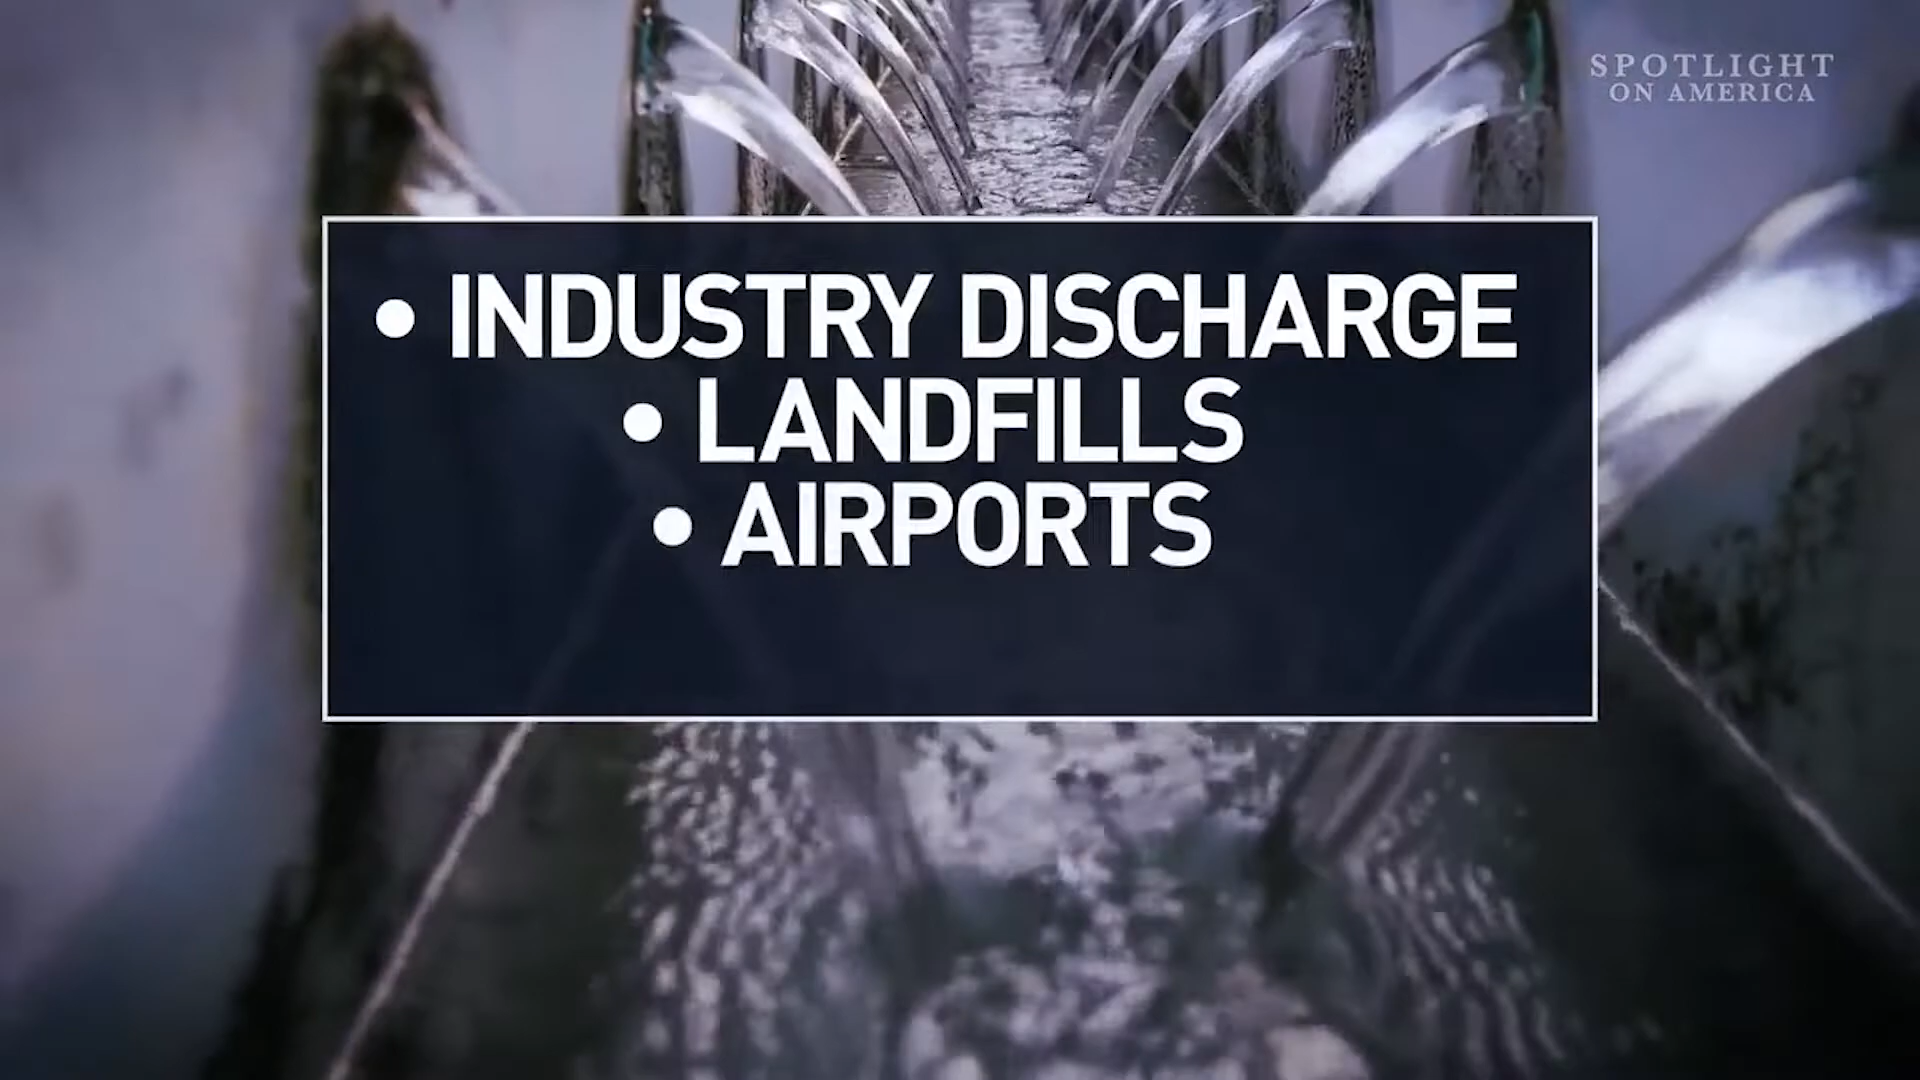 SPOTLIGHT
ON AMERICA
• INDUSTRY DISCHARGE
• LANDFILLS
• AIRPORTS